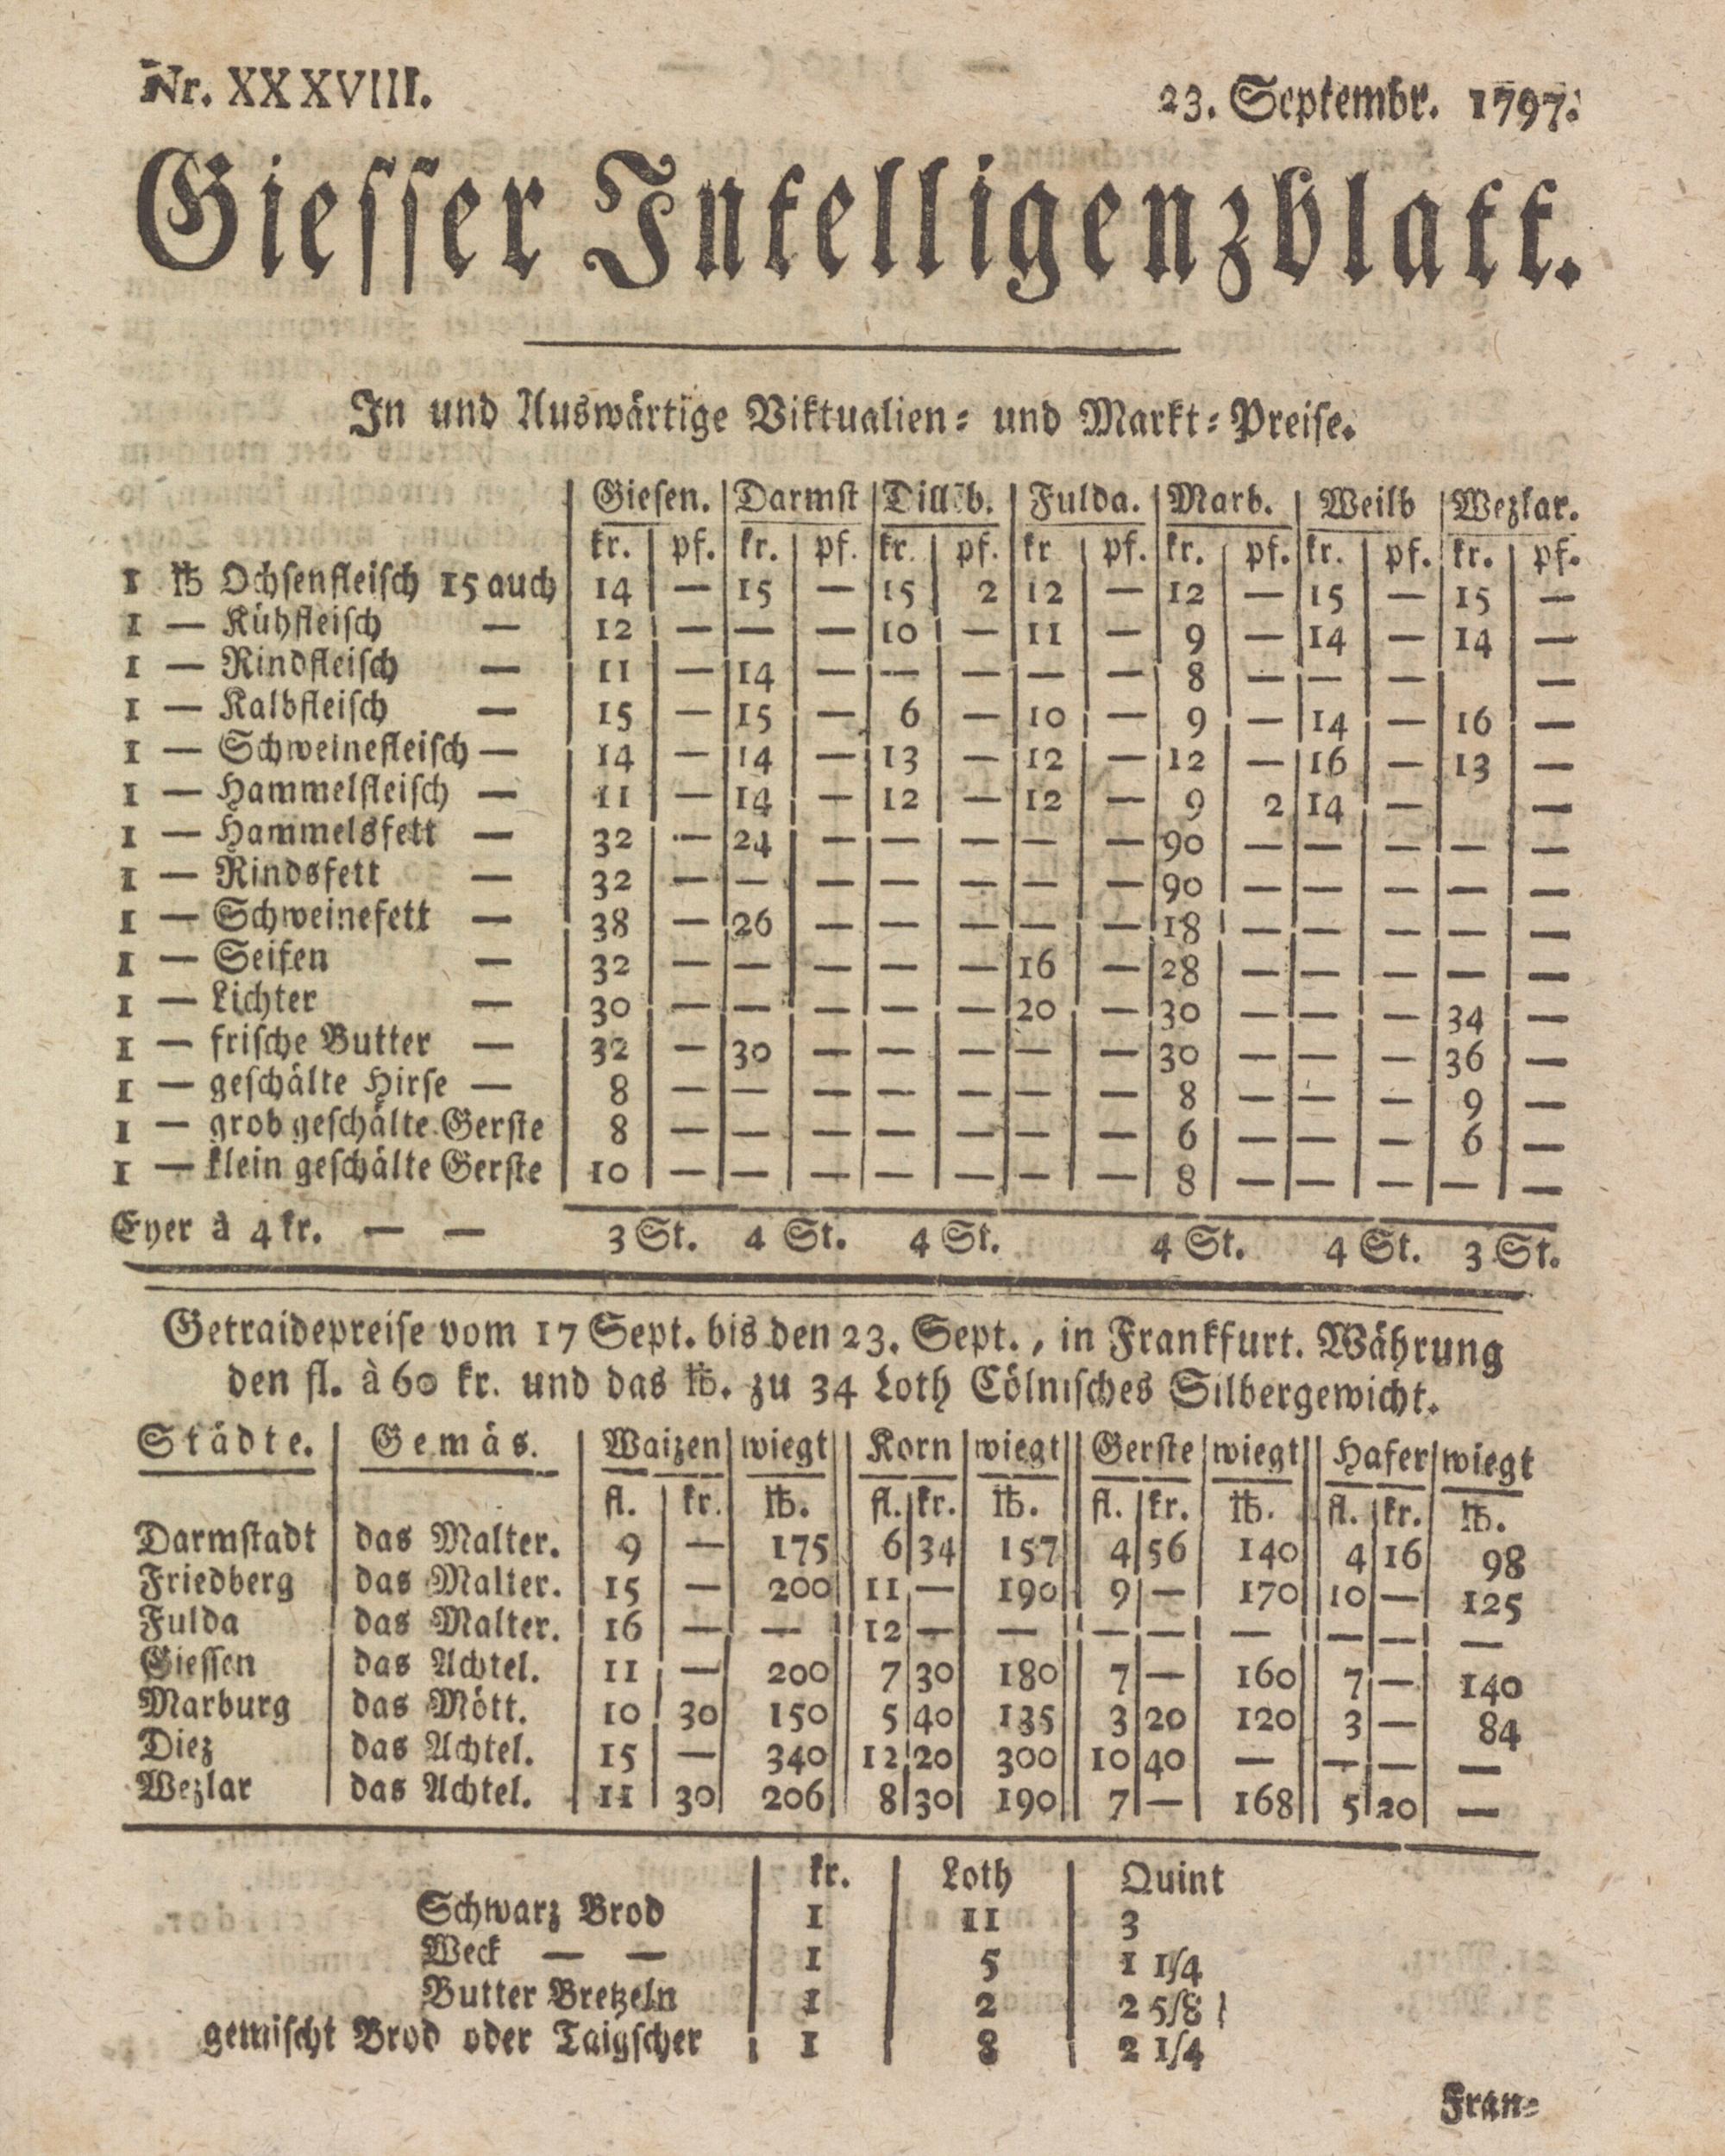 Nr. XXXVIII. 23. Septembr. 1797.
Giesser Intelligenzblatt.
In und Auswärtige Viktualien- und Markt-Preise.
Giesen. Darmst Dillb. Fulda. Marb. Weilb Wezlar.
kr. pf. kr. pf. kr. pf. kr pf. kr. pf. kr. pf. kr. pf.
1 ℔ Ochsenfleisch 15 auch 14 — 15 — 15 2 12 — 12 — 15 — 15 —
1 — Kühfleisch — 12 — — — 10 — 11 — 9 — 14 — 14 —
1 — Rindfleisch — 11 — 14 — — — — — 8 — — — —
1 — Kalbfleisch — 15 — 15 — 6 — 10 — 9 — 14 — 16 —
1 — Schweinefleisch — 14 — 14 — 13 — 12 — 12 — 16 — 13 —
1 — Hammelfleisch — 11 — 14 — 12 — 12 — 9 2 14 — —
1 — Hammelsfett — 32 — 24 — — — — — 90 — — — — —
1 — Rindsfett — 32 — — — — — — — 90 — — — — —
1 — Schweinefett — 38 — 26 — — — — — 18 — — — — —
1 — Seifen — 32 — — — — — 16 — 28 — — — — —
1 — Lichter — 30 — — — — — 20 — 30 — — — 34 —
1 — frische Butter — 32 — 30 — — — — — 30 — — — 36 —
1 — geschälte Hirse — 8 — — — — — — — 8 — — — 9 —
1 — grob geschälte Gerste 8 — — — — — — — 6 — — — 6 —
1 — klein geschälte Gerste 10 — — — — — — — 8 — — — — —
Eyer à 4 kr. — — 3 St. 4 St. 4 St. 4 St. 4 St. 3 St.
Getraidepreise vom 17 Sept. bis den 23. Sept., in Frankfurt. Währung
den fl. à 60 kr. und das ℔. zu 34 Loth Cölnisches Silbergewicht.
Städte. Gemäs. Waizen wiegt Korn wiegt Gerste wiegt Hafer wiegt
fl. kr. ℔. fl. kr. ℔. fl. kr. ℔. fl. kr. ℔.
Darmstadt das Malter. 9 — 175 6 34 157 4 56 140 4 16 98
Friedberg das Malter. 15 — 200 11 — 190 9 — 170 10 — 125
Fulda das Malter. 16 — — 12 — — — — — — — —
Giessen das Achtel. 11 — 200 7 30 180 7 — 160 7 — 140
Marburg das Mött. 10 30 150 5 40 135 3 20 120 3 — 84
Diez das Achtel. 15 — 340 12 20 300 10 40 — — — —
Wezlar das Achtel. 11 30 206 8 30 190 7 — 168 5 20 —
kr. Loth Quint
Schwarz Brod 1 11 3
Weck — — 1 5 1 1/4
Butter Bretzeln 1 2 2 5/8
gemischt Brod oder Taigscher 1 8 2 1/4
Fran-